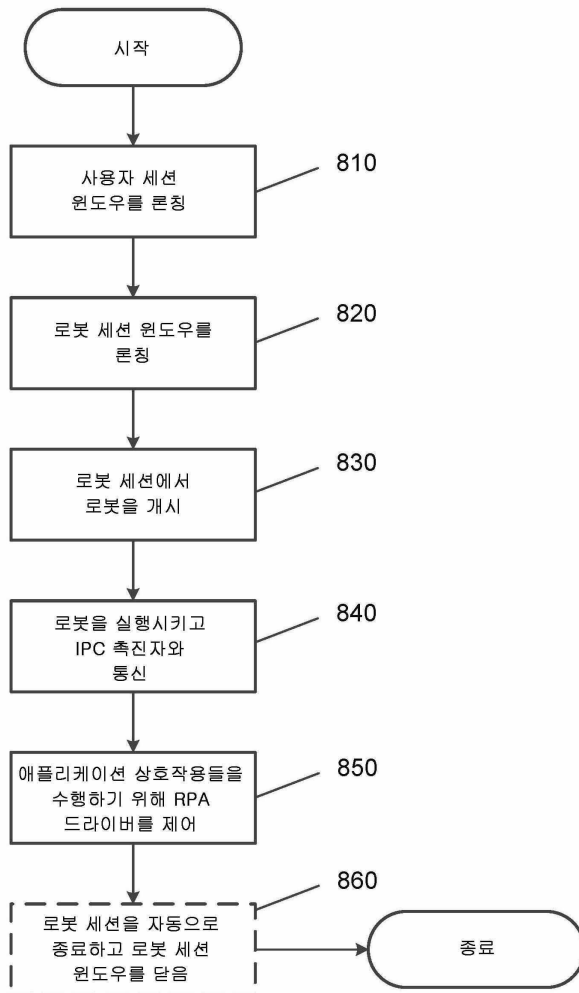 시작
사용자 세션
윈도우를 론칭
810
로봇 세션 윈도우를
론칭
820
로봇 세션에서
로봇을 개시
830
로봇을 실행시키고
IPC 촉진자와
통신
840
애플리케이션 상호작용들을
수행하기 위해 RPA
드라이버를 제어
850
로봇 세션을 자동으로
종료하고 로봇 세션
윈도우를 닫음
860
종료